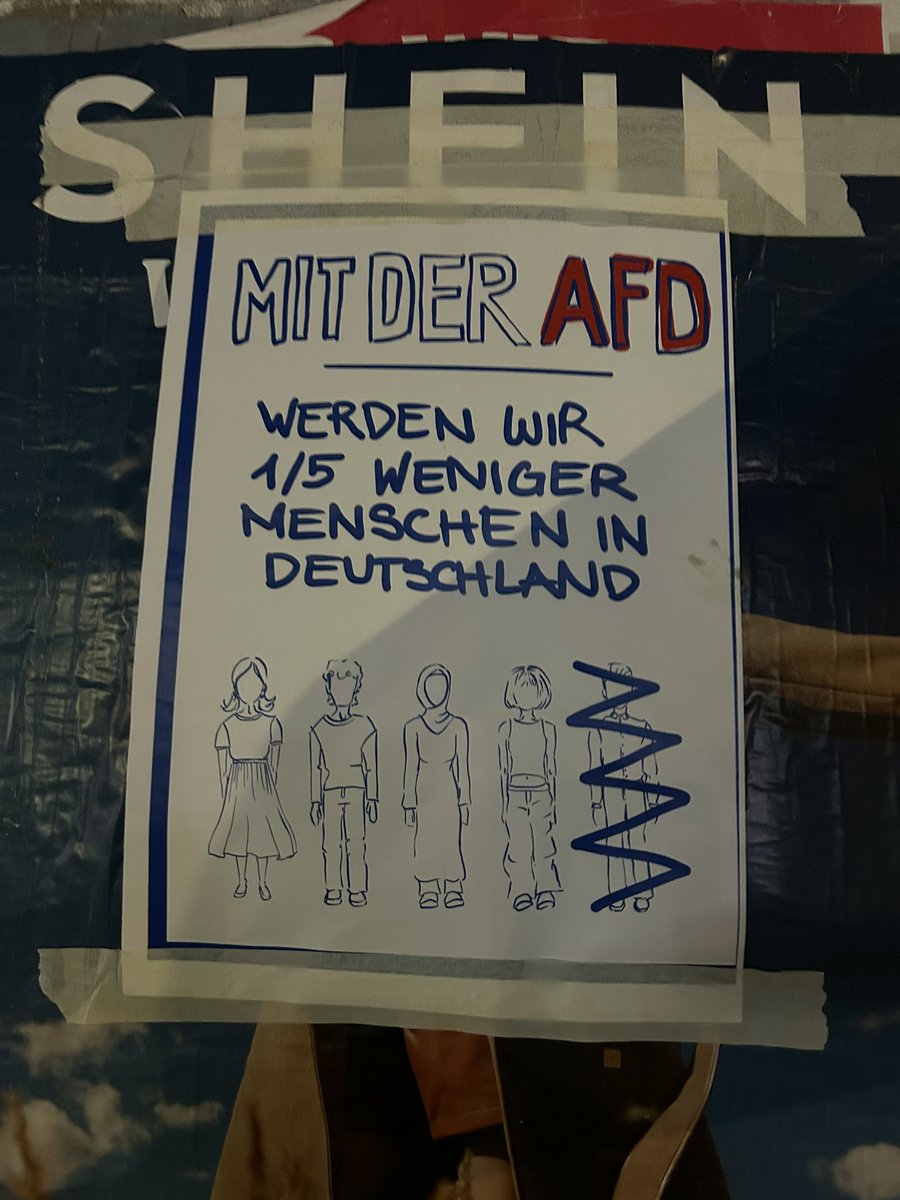 SHEIN
MIT DER AFD
WERDEN WIR
1/5 WENIGER
MENSCHEN IN
DEUTSCHLAND